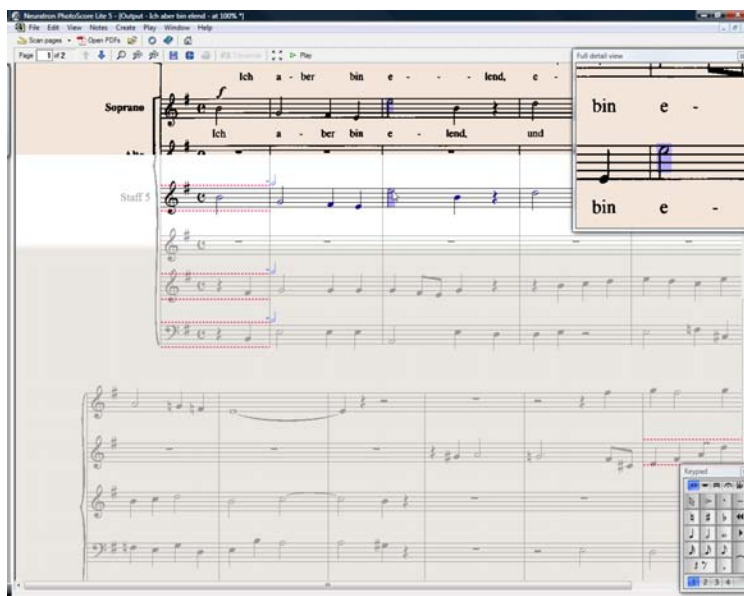 Neuratron PhotoScore Lite 5 - [Output - Ich aber bin elend - at 100% *]
File Edit View Notes Create Play Window Help
Scan pages Open PDFs
Page 1 of 2 Play
Full detail view
Ich a - ber bin e - lend, e -
bin e -
f
Soprano
Ich a - ber bin e - lend, und
bin e -
Staff 5
Keypad
1 2 3 4